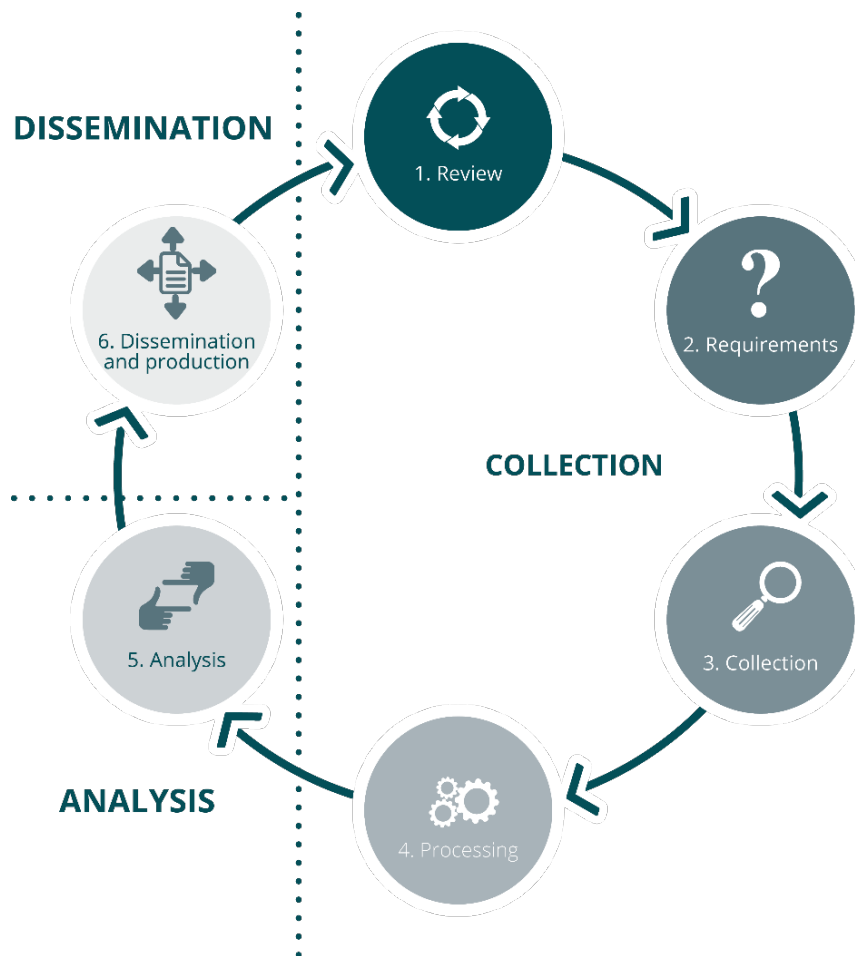 DISSEMINATION
1. Review
?
2. Requirements
6. Dissemination
and production
COLLECTION
3. Collection
5. Analysis
ANALYSIS
4. Processing